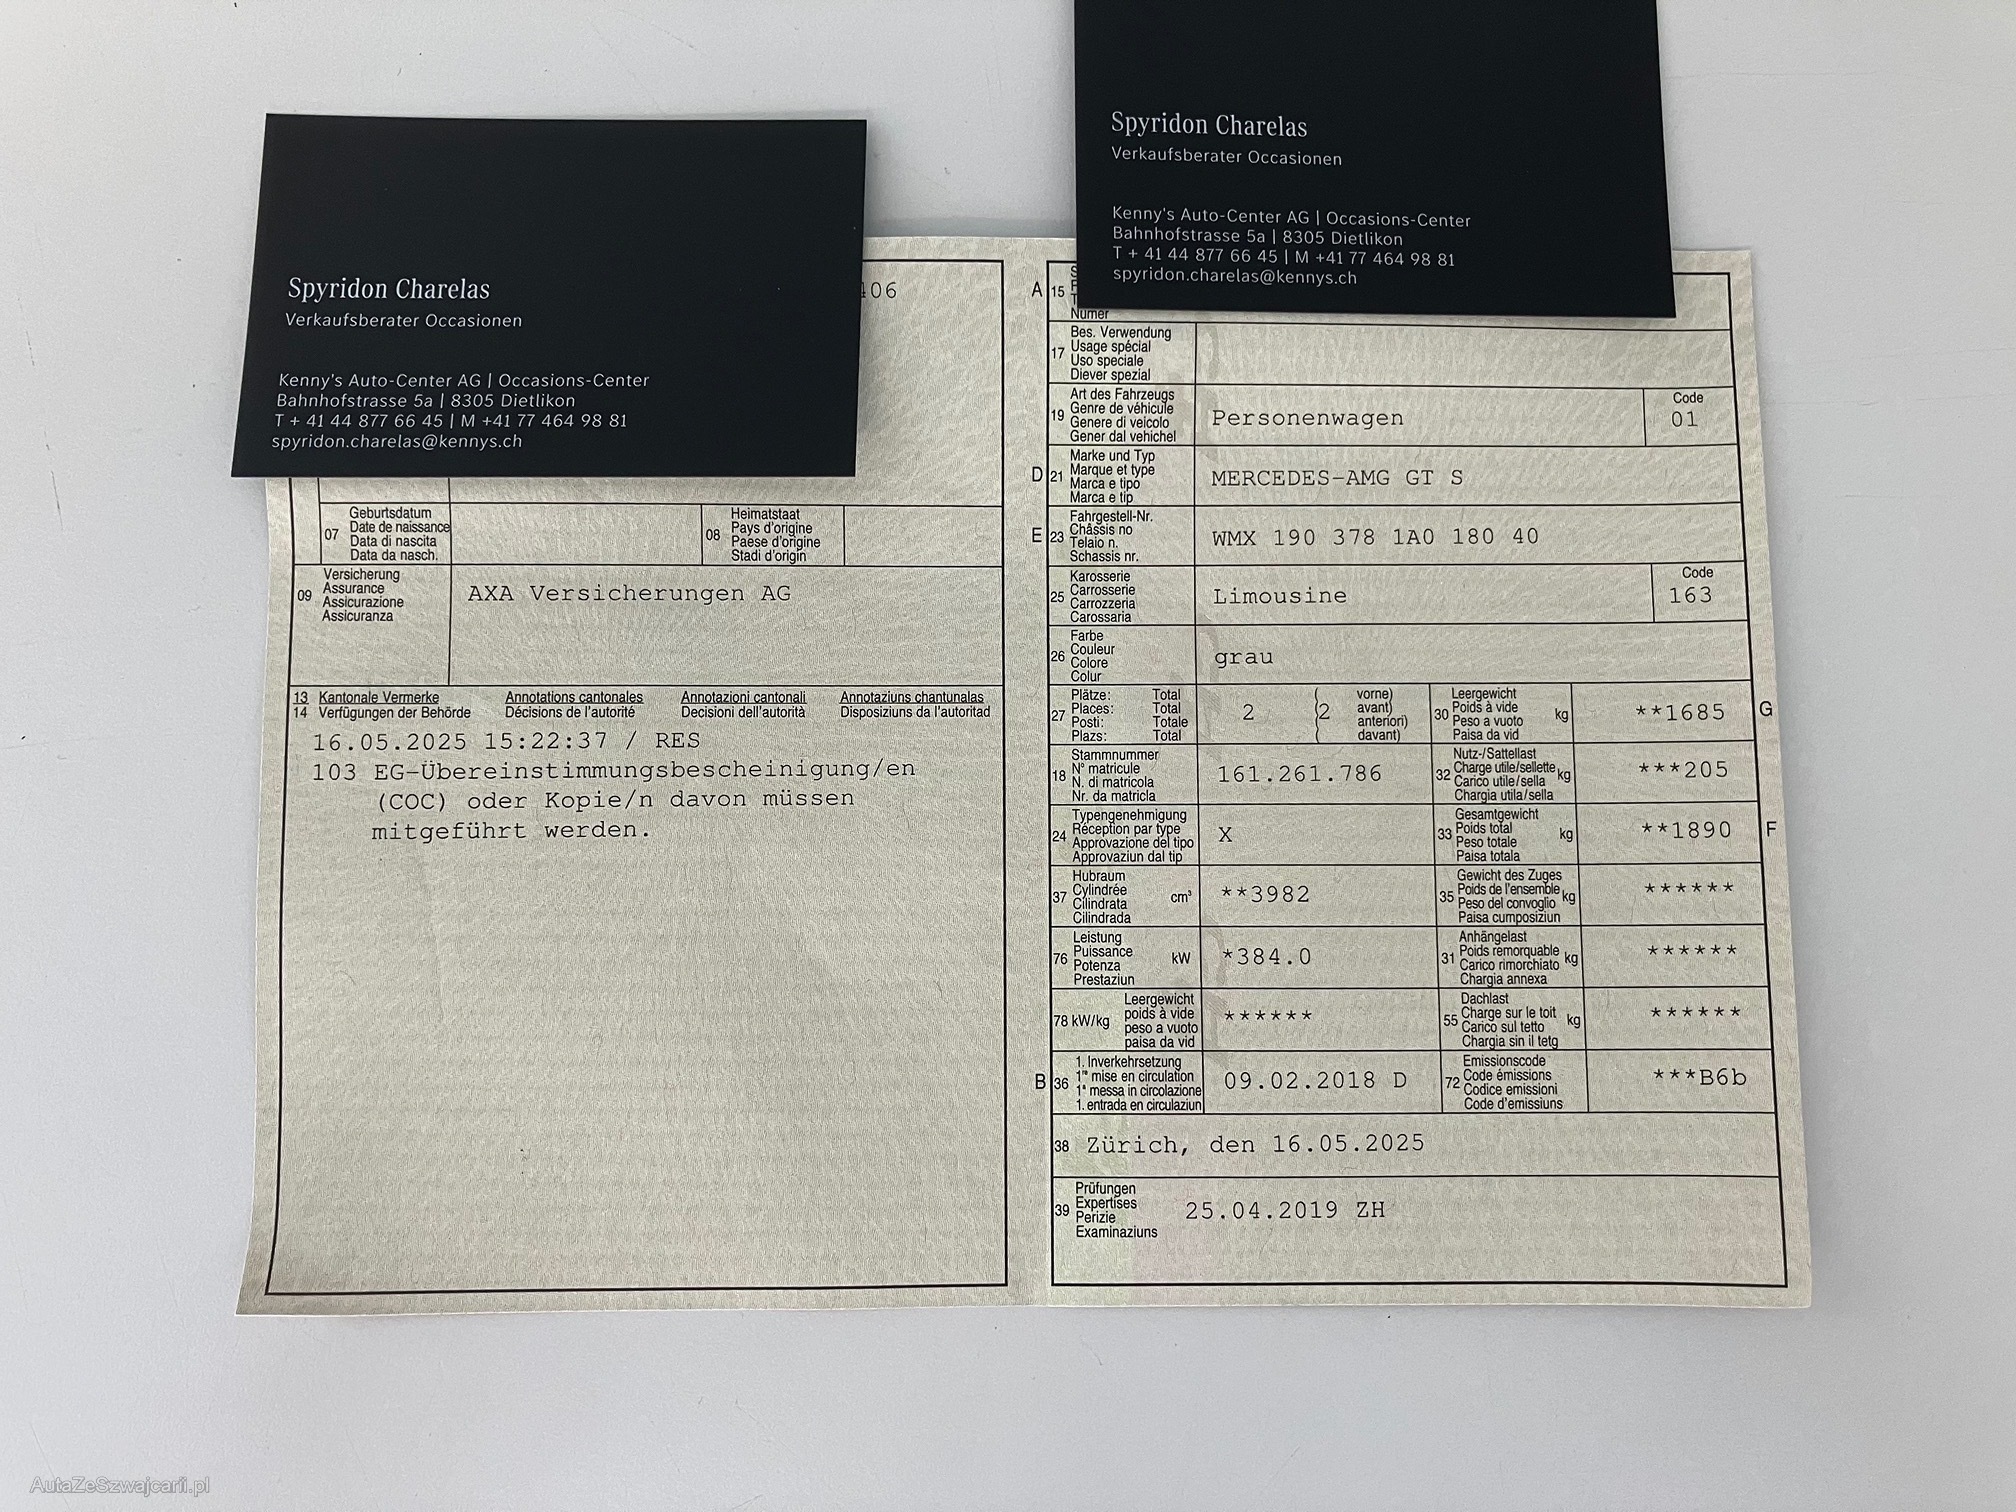 Spyridon Charelas
Verkaufsberater Occasionen
Kenny's Auto-Center AG | Occasions-Center
Bahnhofstrasse 5a | 8305 Dietlikon
T + 41 44 877 66 45 | M +41 77 464 98 81
spyridon.charelas@kennys.ch
Spyridon Charelas
Verkaufsberater Occasionen
Kenny's Auto-Center AG | Occasions-Center
Bahnhofstrasse 5a | 8305 Dietlikon
T + 41 44 877 66 45 | M +41 77 464 98 81
spyridon.charelas@kennys.ch
06
07
Geburtsdatum
Date de naissance
Data di nascita
Data da nasch.
08
Heimatstaat
Pays d'origine
Paese d'origine
Stadi d'origin
09
Versicherung
Assurance
Assicurazione
Assicuranza
AXA Versicherungen AG
13 Kantonale Vermerke Annotations cantonales Annotazioni cantonali Annotaziuns chantunalas
14 Verfügungen der Behörde Décisions de l'autorité Decisioni dell'autorità Disposiziuns da l'autoritad
16.05.2025 15:22:37 / RES
103 EG-Übereinstimmungsbescheinigung/en
(COC) oder Kopie/n davon müssen
mitgeführt werden.
A 15
Numer
17
Bes. Verwendung
Usage spécial
Uso speciale
Diever spezial
19
Art des Fahrzeugs
Genre de véhicule
Genere di veicolo
Gener dal vehichel
Personenwagen
Code
01
D 21
Marke und Typ
Marque et type
Marca e tipo
Marca e tip
MERCEDES-AMG GT S
E 23
Fahrgestell-Nr.
Châssis no
Telaio n.
Schassis nr.
WMX 190 378 1A0 180 40
25
Karosserie
Carrosserie
Carrozzeria
Carossaria
Limousine
Code
163
26
Farbe
Couleur
Colore
Colur
grau
27
Plätze: Total
Places: Total
Posti: Totale
Plazs: Total
2
(2
vorne)
avant)
anteriori)
davant)
30
Leergewicht
Poids à vide
Peso a vuoto
Paisa da vid
kg
**1685
G
18
Stammnummer
N° matricule
N. di matricola
Nr. da matricla
161.261.786
32
Nutz-/Sattellast
Charge utile/sellette
Carico utile/sella
Chargia utila/sella
kg
***205
24
Typengenehmigung
Réception par type
Approvazione del tipo
Approvaziun dal tip
X
33
Gesamtgewicht
Poids total
Peso totale
Paisa totala
kg
**1890
F
37
Hubraum
Cylindrée
Cilindrata
Cilindrada
cm³
**3982
35
Gewicht des Zuges
Poids de l'ensemble
Peso del convoglio
Paisa cumposiziun
kg
******
76
Leistung
Puissance
Potenza
Prestaziun
kW
*384.0
31
Anhängelast
Poids remorquable
Carico rimorchiato
Chargia annexa
kg
******
78 kW/kg
Leergewicht
poids à vide
peso a vuoto
paisa da vid
******
55
Dachlast
Charge sur le toit
Carico sul tetto
Chargia sin il tetg
kg
******
B 36
1. Inverkehrsetzung
1re mise en circulation
1a messa in circolazione
1. entrada en circulaziun
09.02.2018 D
72
Emissionscode
Code émissions
Codice emissioni
Code d'emissiuns
***B6b
38 Zürich, den 16.05.2025
39
Prüfungen
Expertises
Perizie
Examinaziuns
25.04.2019 ZH
AutaZeSzwajcarii.pl